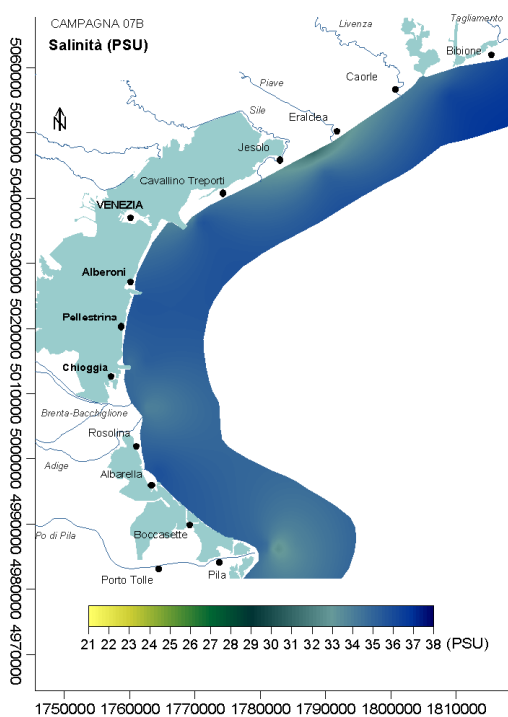 CAMPAGNA 07B
Salinità (PSU)
Livenza
Tagliamento
Bibione
Caorle
Piave
Sile
Eraclea
Jesolo
Cavallino Treporti
VENEZIA
Alberoni
Pellestrina
Chioggia
Brenta-Bacchiglione
Rosolina
Adige
Albarella
Po di Pila
Boccasette
Porto Tolle
Pila
N
5060000
5050000
5040000
5030000
5020000
5010000
5000000
4990000
4980000
4970000
21 22 23 24 25 26 27 28 29 30 31 32 33 34 35 36 37 38 (PSU)
1750000 1760000 1770000 1780000 1790000 1800000 1810000